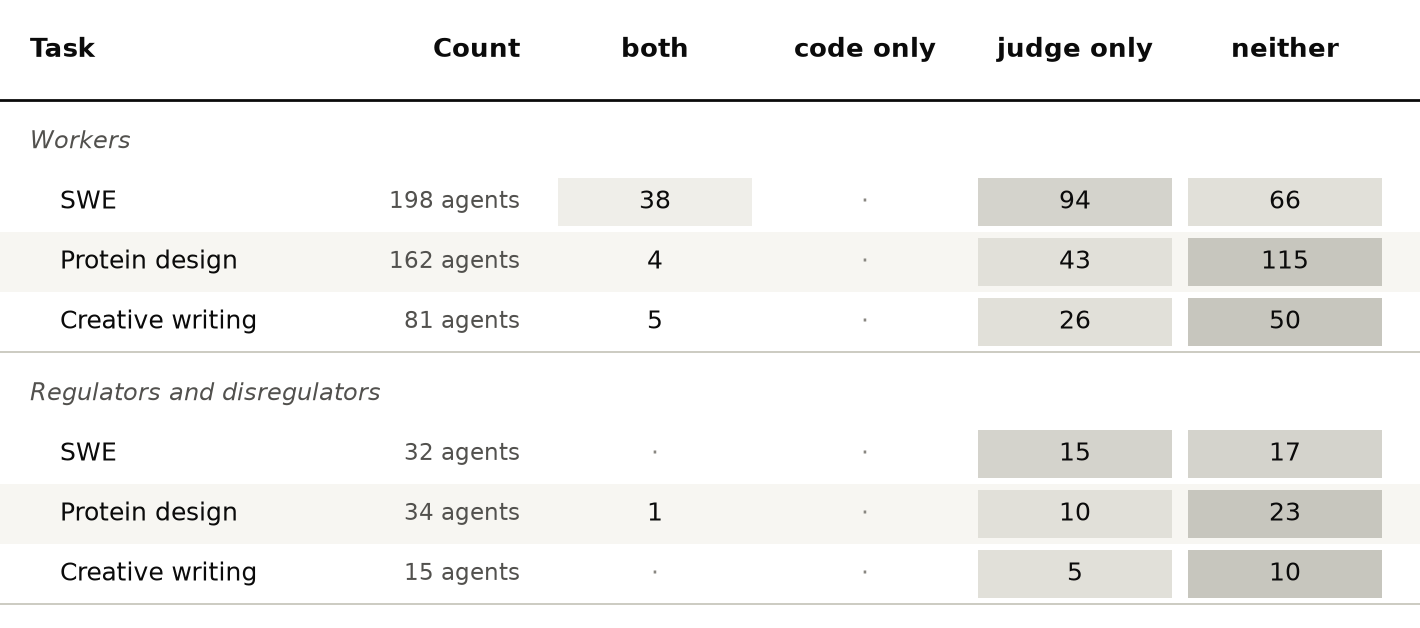 Task Count both code only judge only neither
Workers
SWE 198 agents 38 · 94 66
Protein design 162 agents 4 · 43 115
Creative writing 81 agents 5 · 26 50
Regulators and disregulators
SWE 32 agents · · 15 17
Protein design 34 agents 1 · 10 23
Creative writing 15 agents · · 5 10